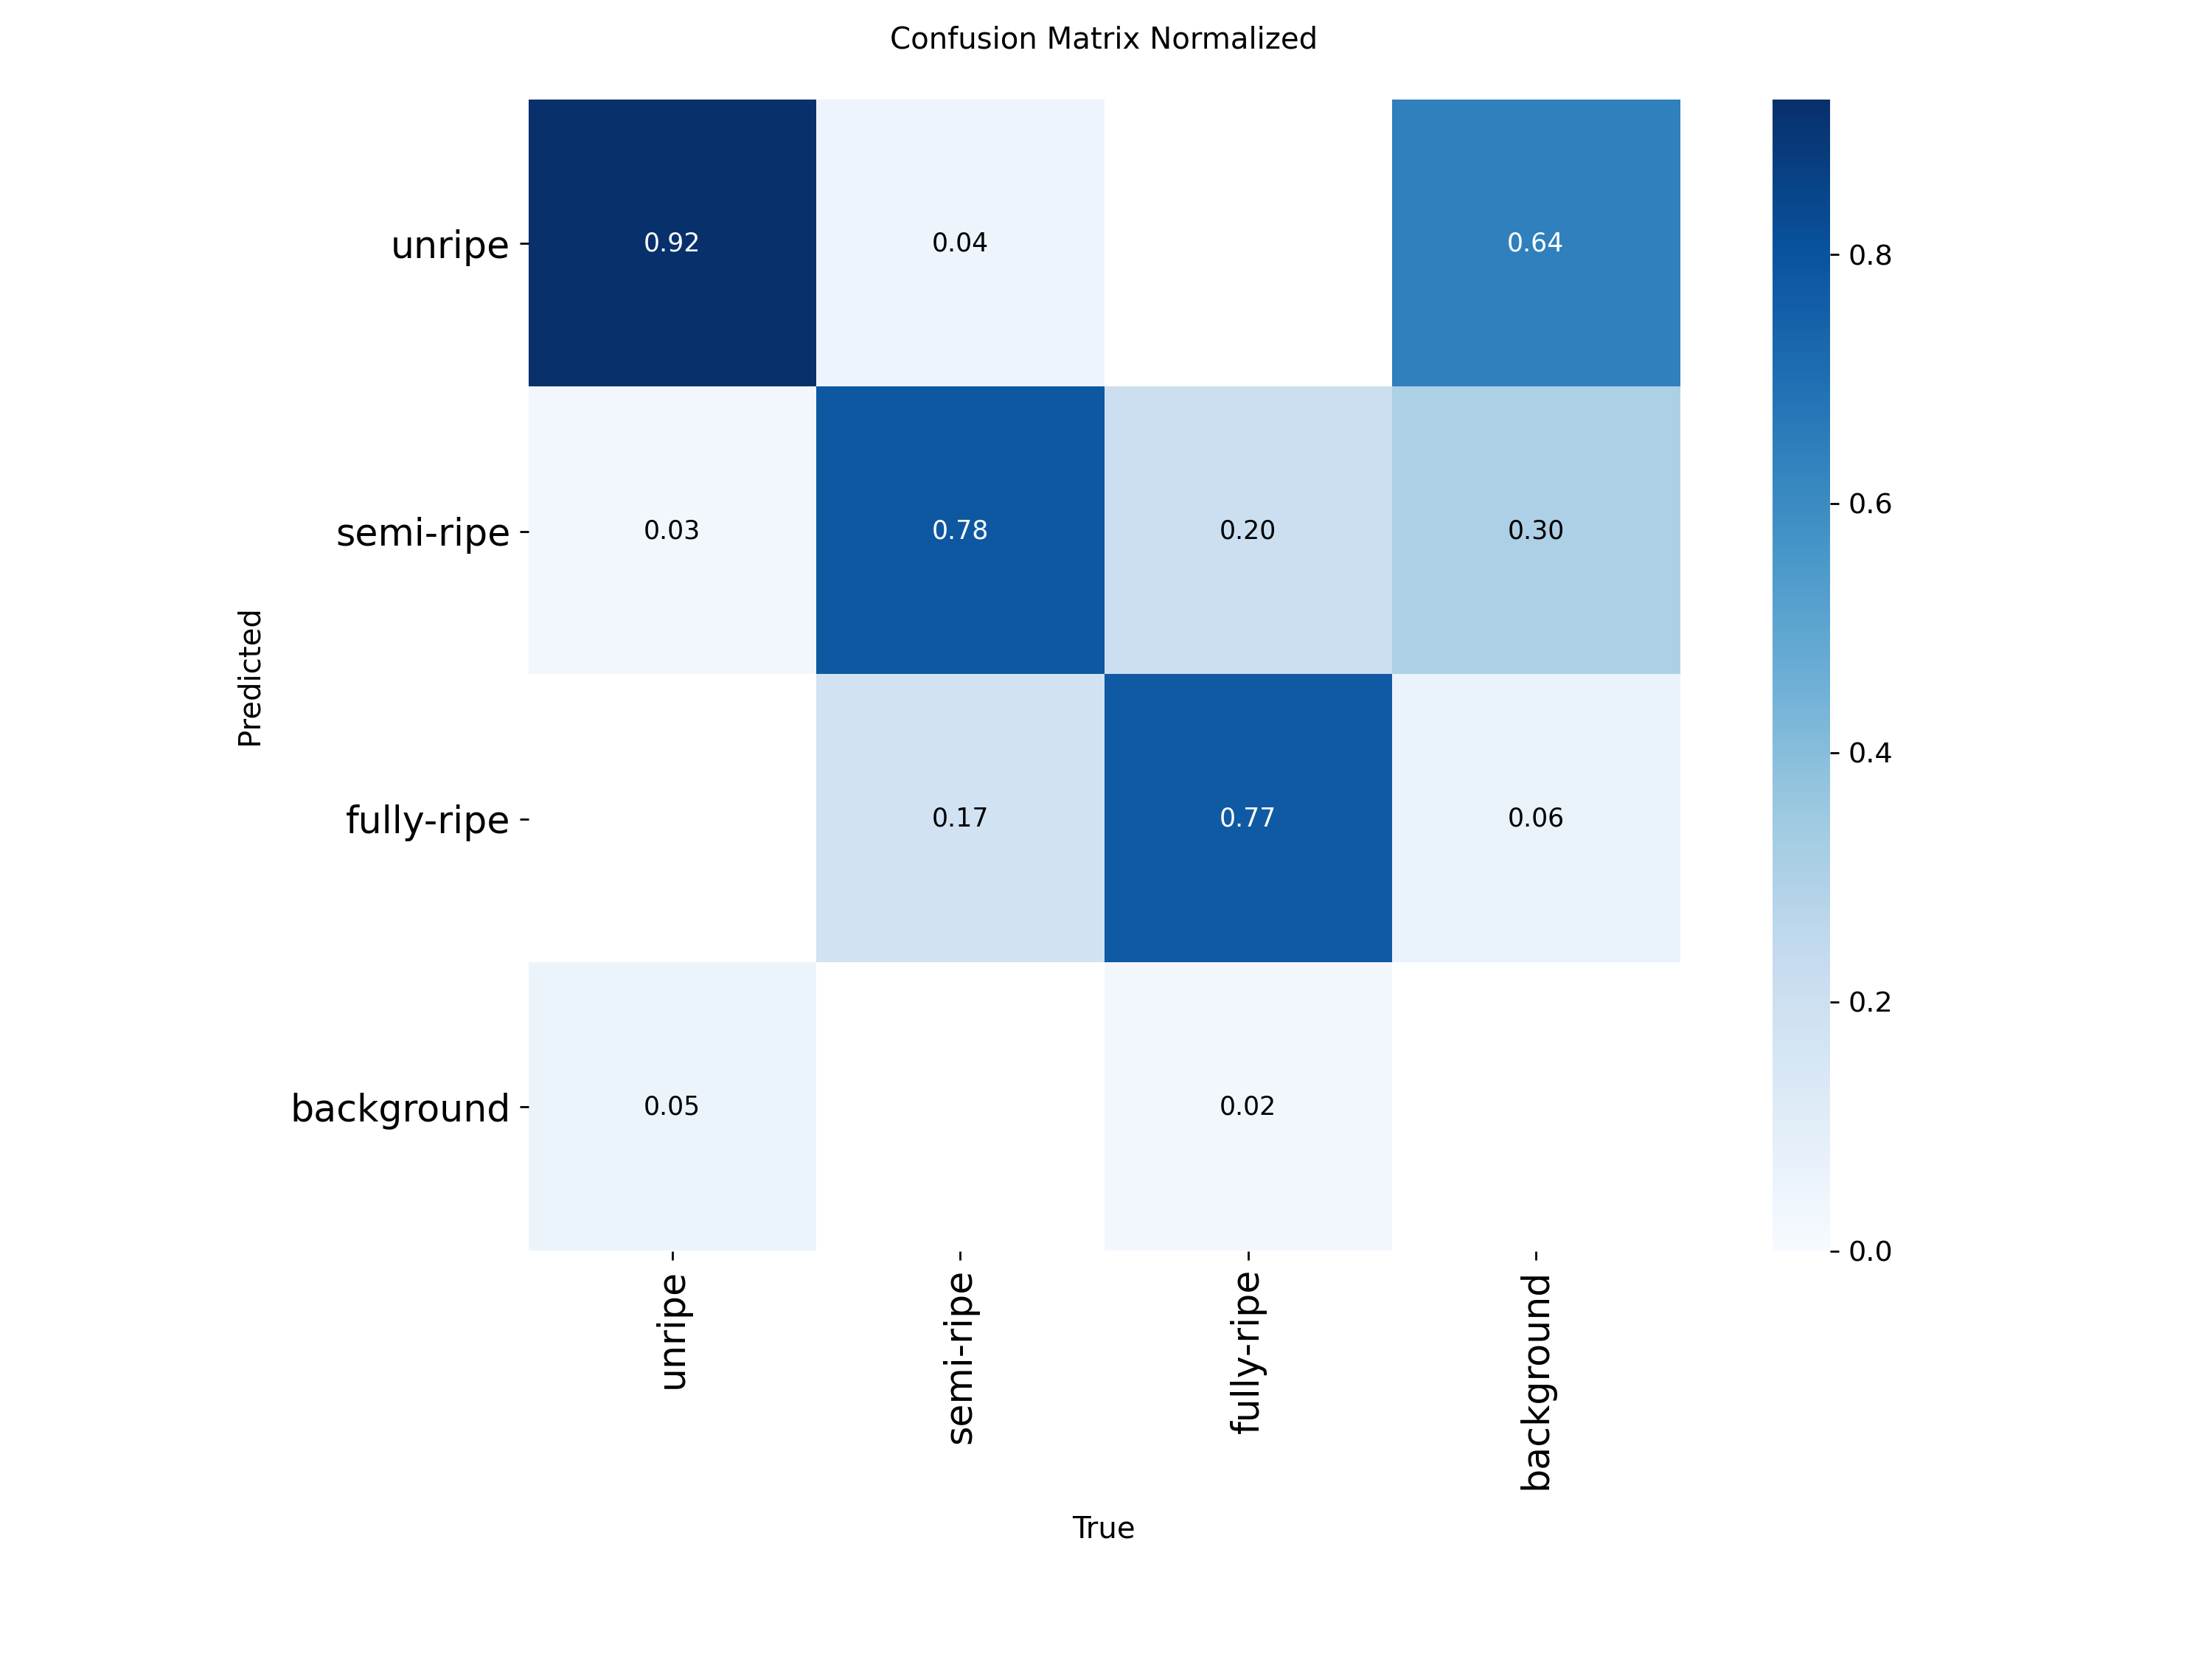 Confusion Matrix Normalized
unripe
0.92
0.04
0.64
0.8
semi-ripe
0.03
0.78
0.20
0.30
0.6
Predicted
fully-ripe
0.17
0.77
0.06
0.4
background
0.05
0.02
0.2
0.0
unripe
semi-ripe
fully-ripe
background
True